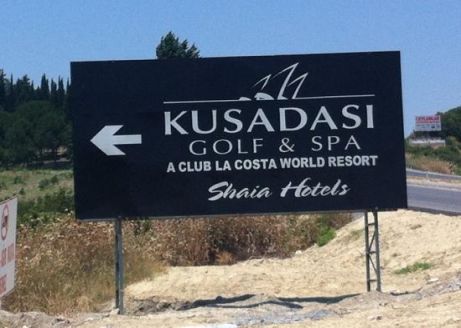 KUSADASI
GOLF & SPA
A CLUB LA COSTA WORLD RESORT
Shaia Hotels